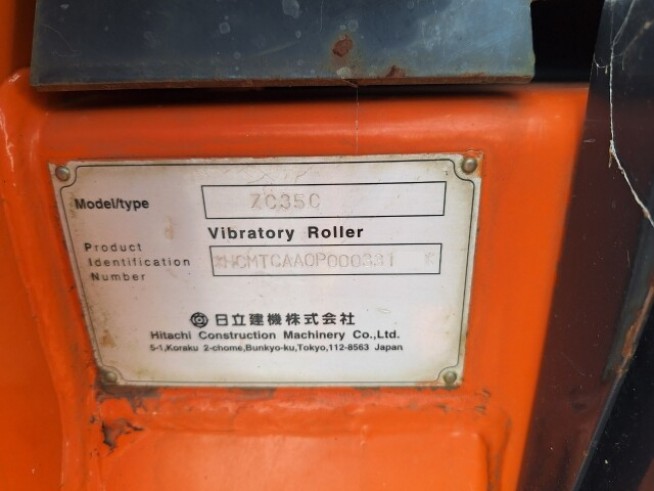 Model/type ZC35C
Vibratory Roller
Product
Identification
Number
*HCMTCAA0P000331 *
日立建機株式会社
Hitachi Construction Machinery Co.,Ltd.
5-1,Koraku 2-chome,Bunkyo-ku,Tokyo,112-8563 Japan